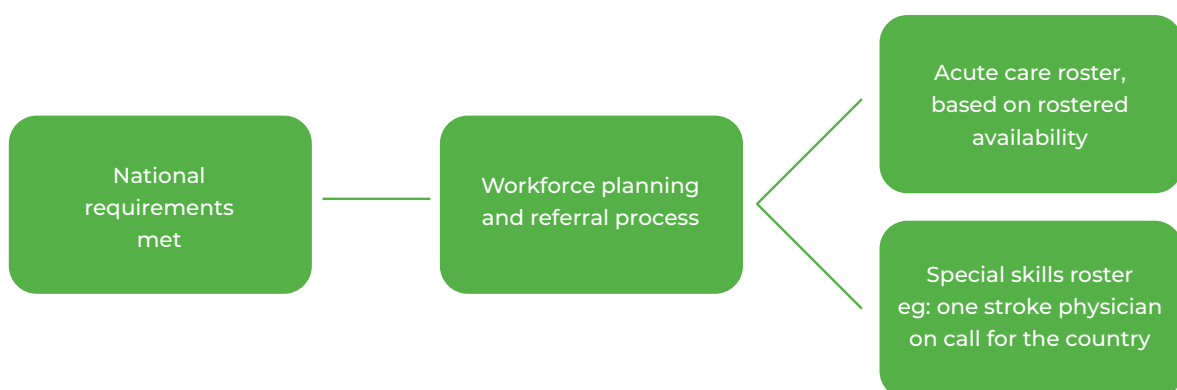 National
requirements
met
Workforce planning
and referral process
Acute care roster,
based on rostered
availability
Special skills roster
eg: one stroke physician
on call for the country